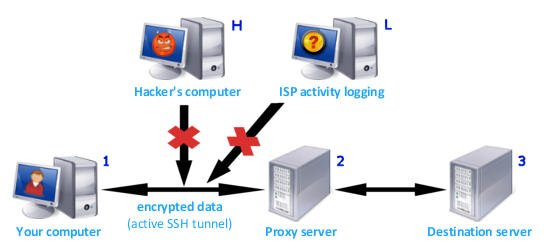 H
L
?
Hacker's computer
ISP activity logging
1
2
3
encrypted data
(active SSH tunnel)
Your computer
Proxy server
Destination server